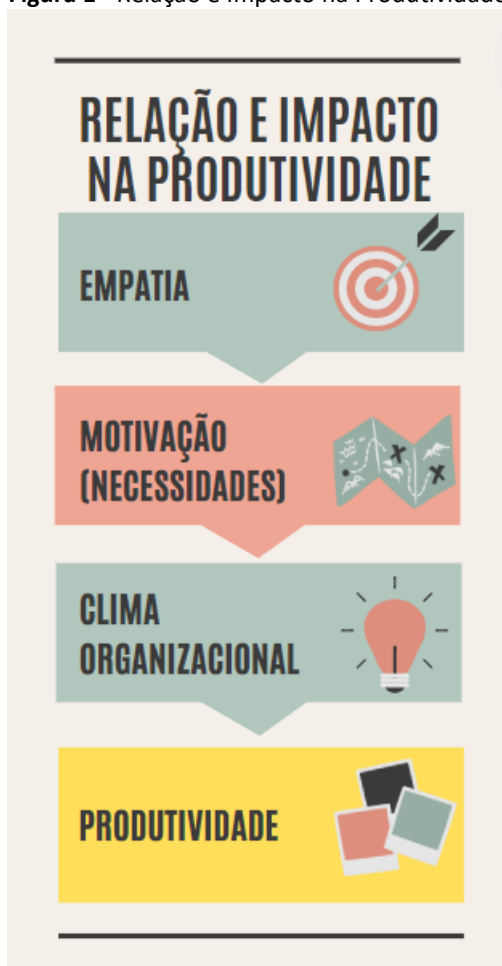 RELAÇÃO E IMPACTO
NA PRODUTIVIDADE
EMPATIA
MOTIVAÇÃO
(NECESSIDADES)
CLIMA
ORGANIZACIONAL
PRODUTIVIDADE